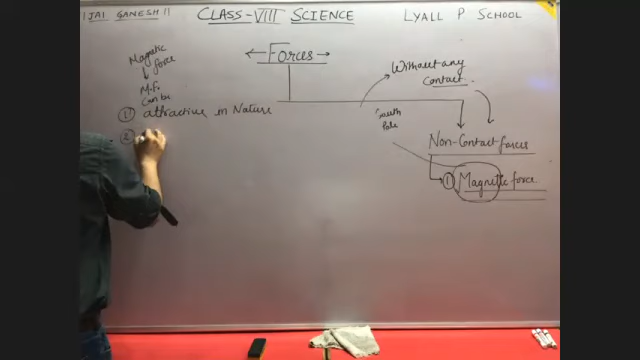 || JAI GANESH ||
CLASS-VIII SCIENCE
LYALL P SCHOOL
← Forces →
Magnetic
force
↓
M.F.
can be
① attractive in Nature
②
Without any
Contact.
South
Pole
Non-Contact forces
① Magnetic force